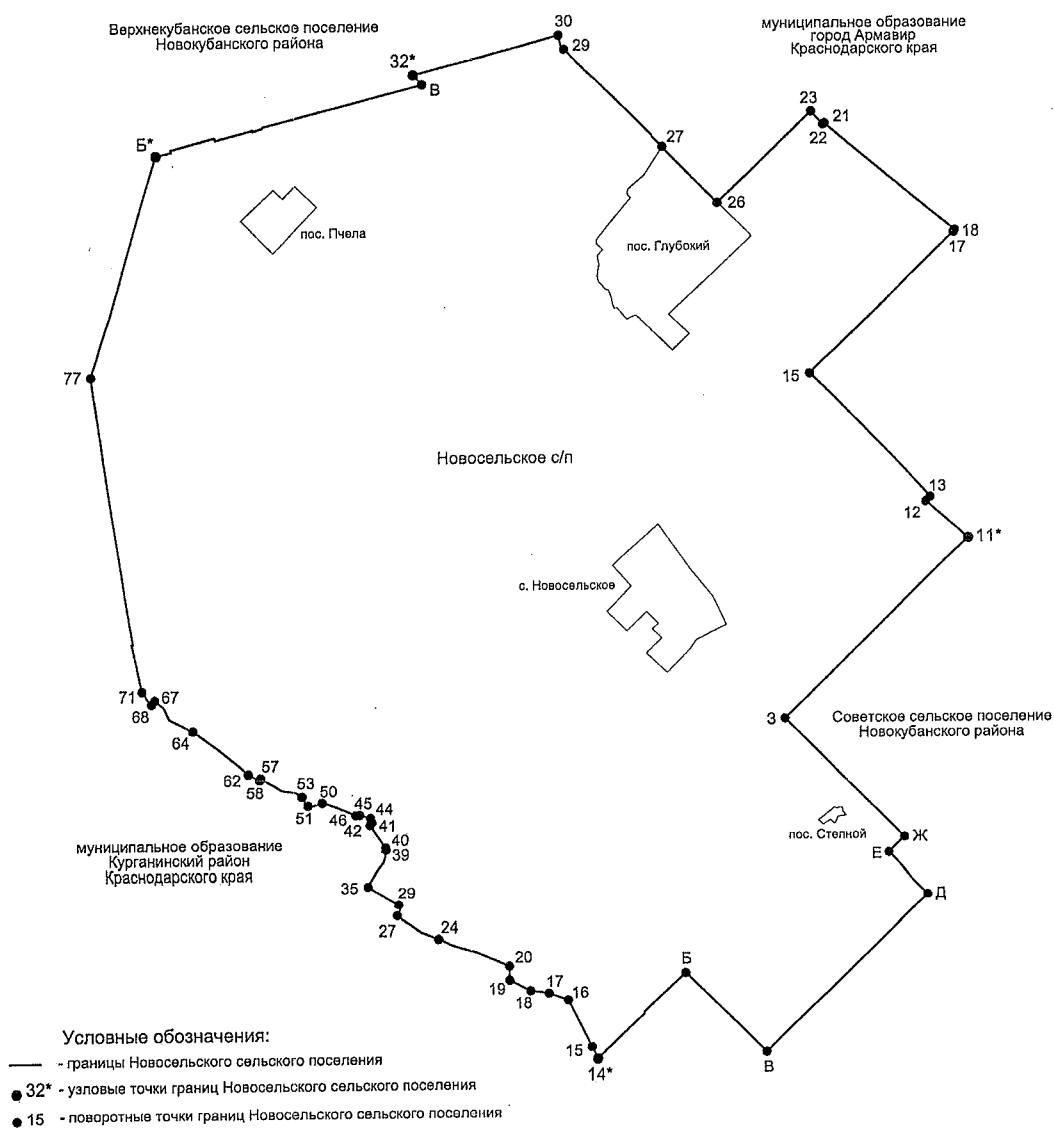 Верхнекубанское сельское поселение
Новокубанского района
муниципальное образование
город Армавир
Краснодарского края
30
29
32*
В
Б*
23
21
22
27
26
18
17
пос. Пчела
пос. Глубокий
77
15
Новосельское с/п
13
12
11*
с. Новосельское
71
67
68
64
З
Советское сельское поселение
Новокубанского района
62
57
58
53
51
50
46
45
44
42
41
40
39
пос. Степной
Ж
Е
Д
муниципальное образование
Курганинский район
Краснодарского края
35
29
27
24
20
19
18
17
16
15
14*
Б
В
Условные обозначения:
- границы Новосельского сельского поселения
32* - узловые точки границ Новосельского сельского поселения
15 - поворотные точки границ Новосельского сельского поселения